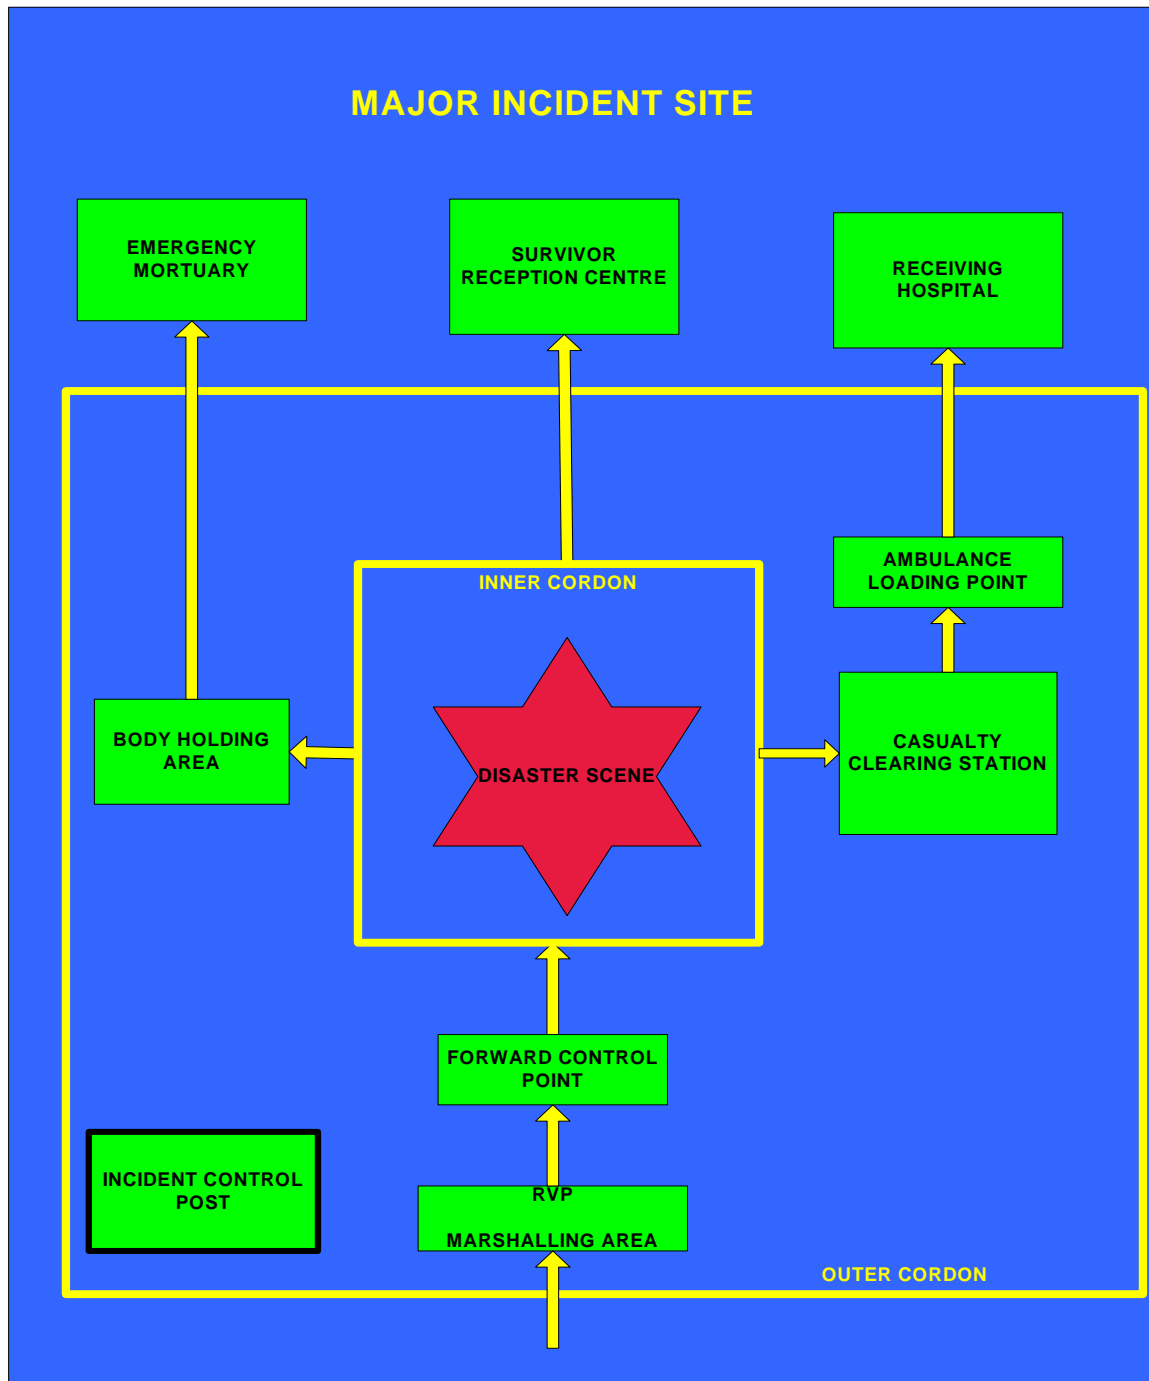 MAJOR INCIDENT SITE
EMERGENCY
MORTUARY
SURVIVOR
RECEPTION CENTRE
RECEIVING
HOSPITAL
AMBULANCE
LOADING POINT
INNER CORDON
BODY HOLDING
AREA
DISASTER SCENE
CASUALTY
CLEARING STATION
FORWARD CONTROL
POINT
INCIDENT CONTROL
POST
RVP
MARSHALLING AREA
OUTER CORDON